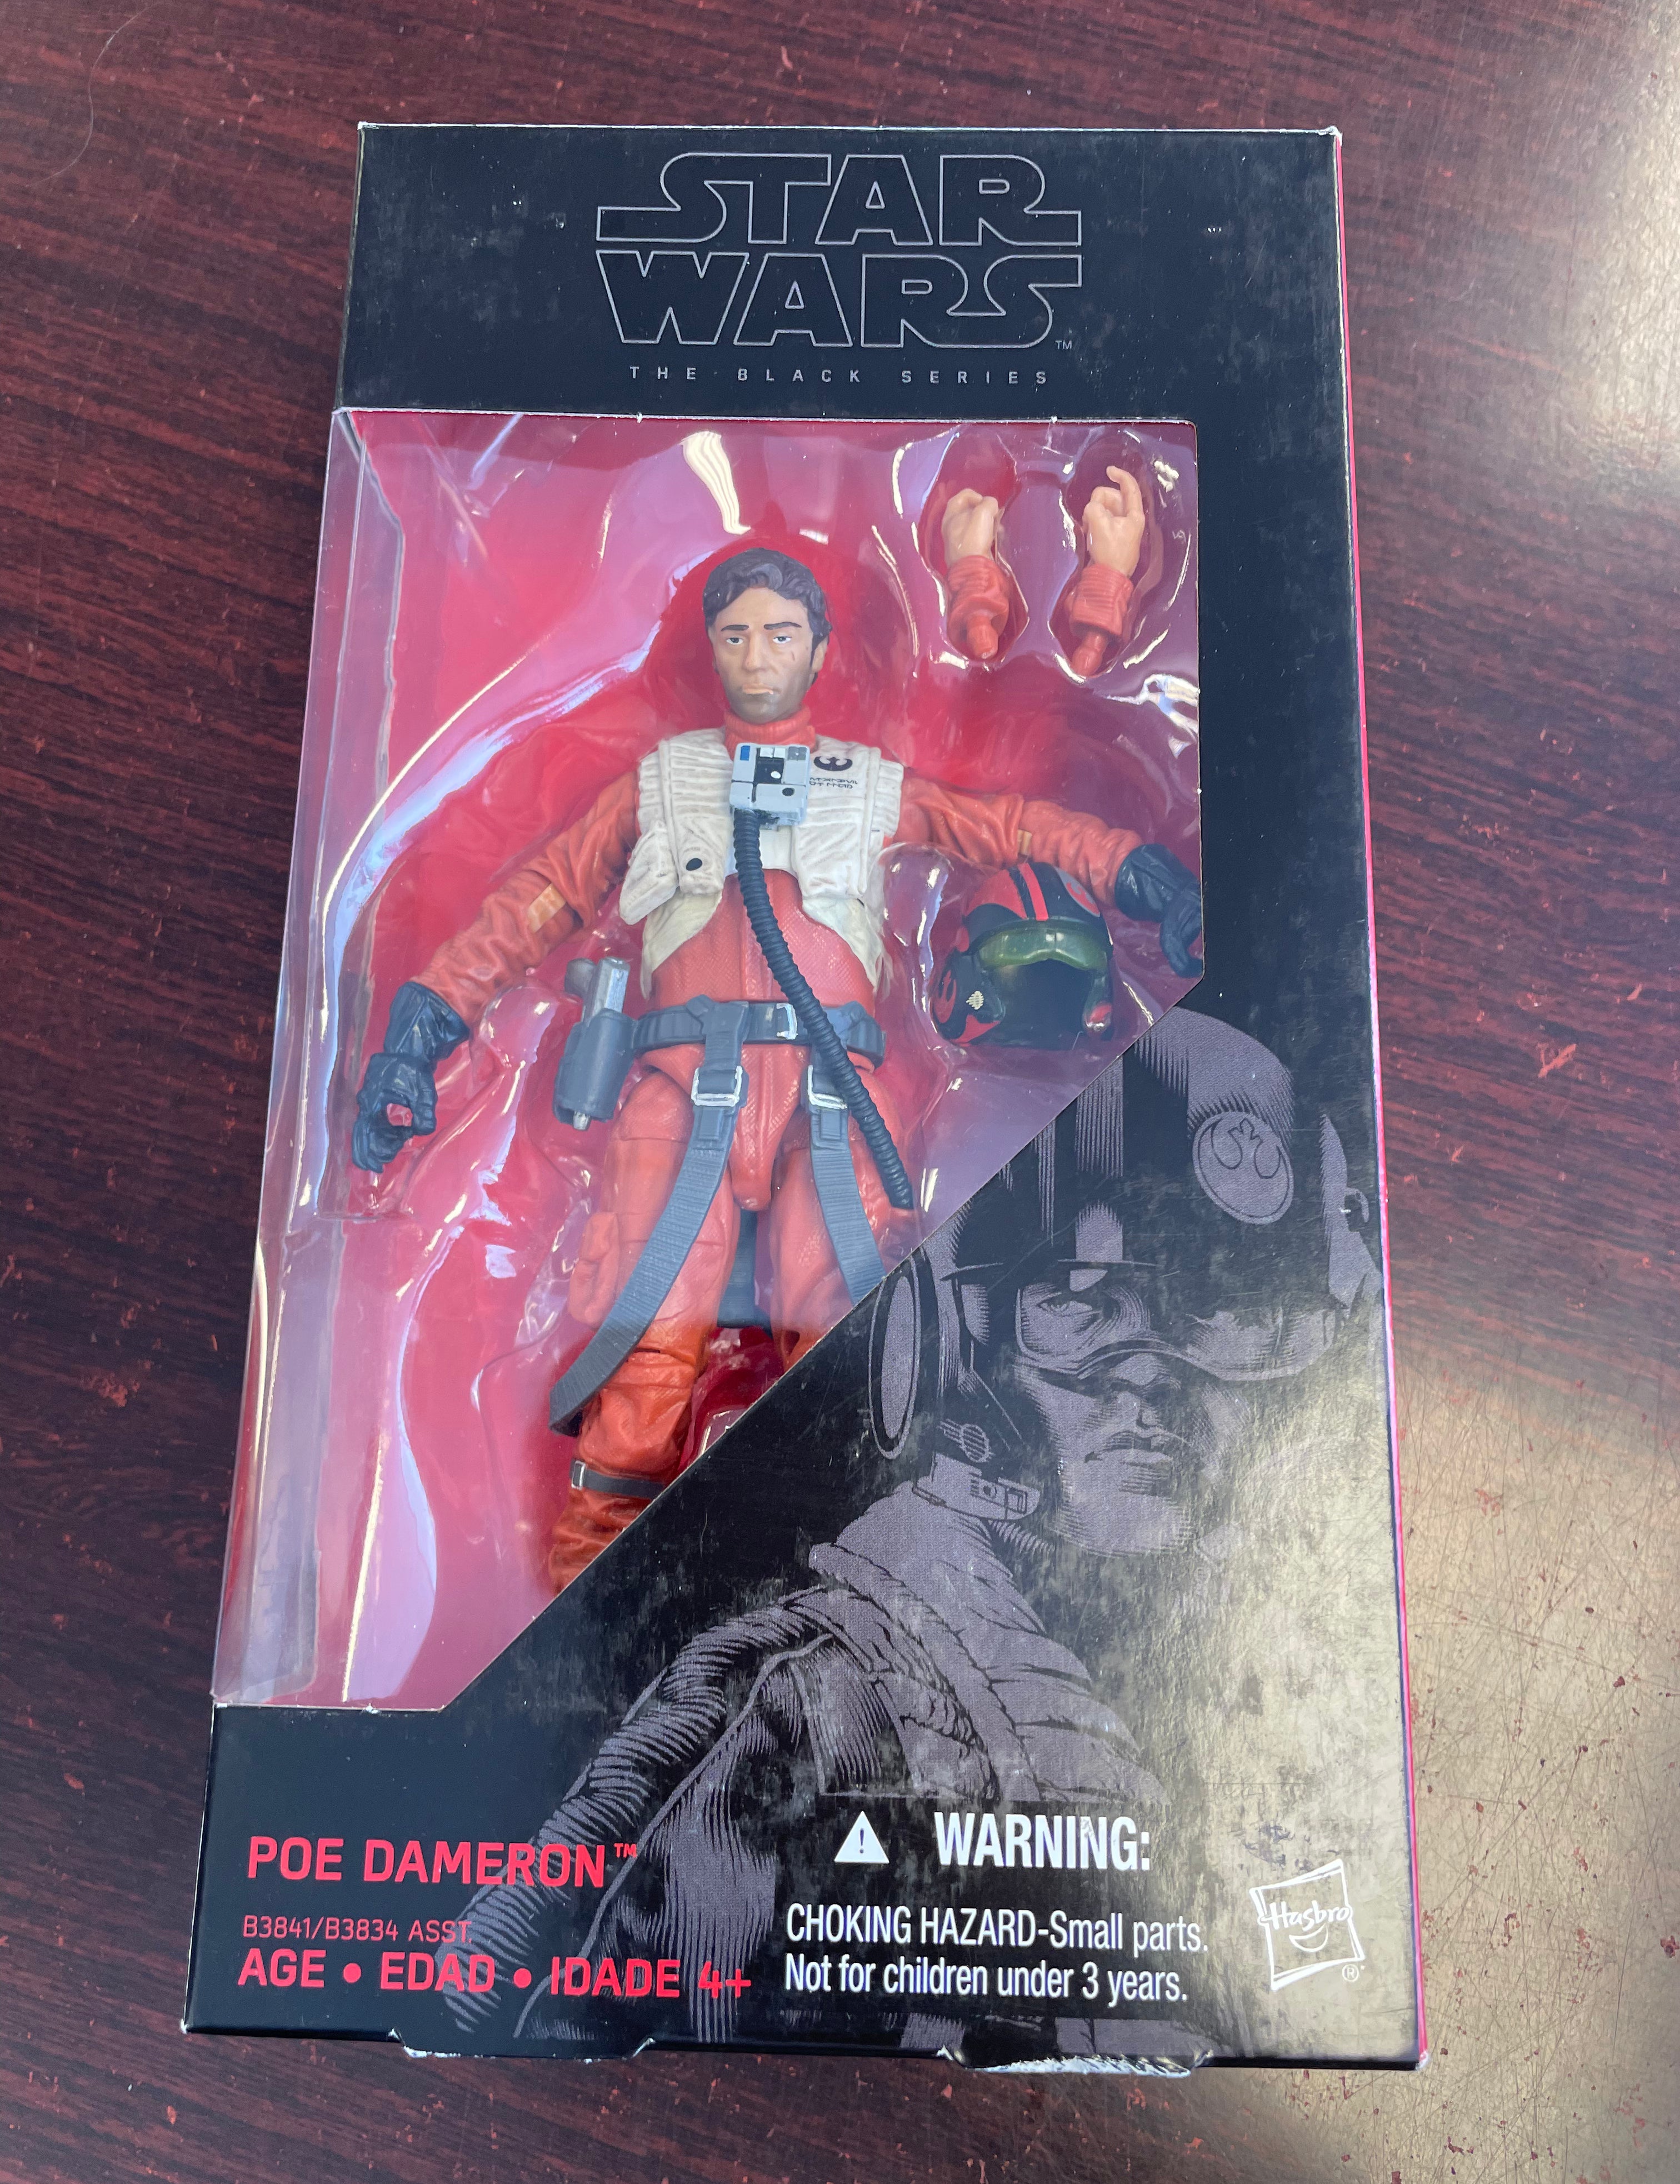 STAR
WARS™
THE BLACK SERIES
POE DAMERON™
B3841/B3834 ASST.
AGE • EDAD • IDADE 4+
WARNING:
CHOKING HAZARD-Small parts.
Not for children under 3 years.
Hasbro®